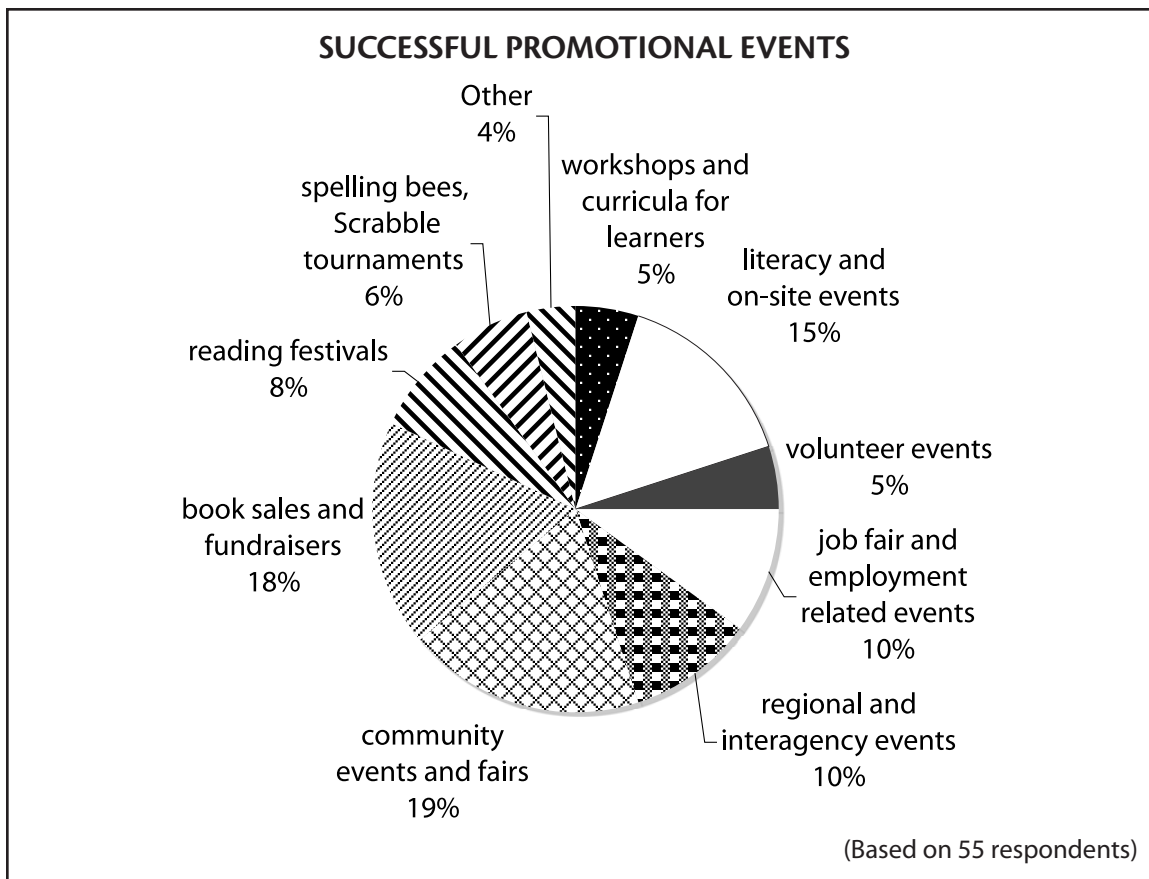 SUCCESSFUL PROMOTIONAL EVENTS
Other
4%
workshops and
curricula for
learners
5%
literacy and
on-site events
15%
volunteer events
5%
job fair and
employment
related events
10%
regional and
interagency events
10%
community
events and fairs
19%
book sales and
fundraisers
18%
reading festivals
8%
spelling bees,
Scrabble
tournaments
6%
(Based on 55 respondents)